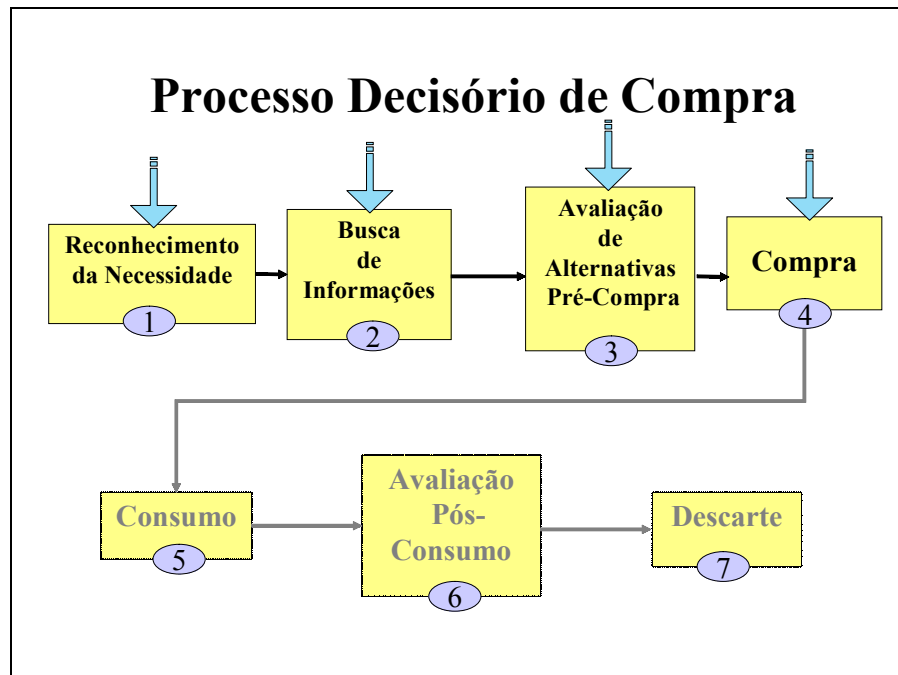 Processo Decisório de Compra
Reconhecimento
da Necessidade
1
Busca
de
Informações
2
Avaliação
de
Alternativas
Pré-Compra
3
Compra
4
Consumo
5
Avaliação
Pós-
Consumo
6
Descarte
7